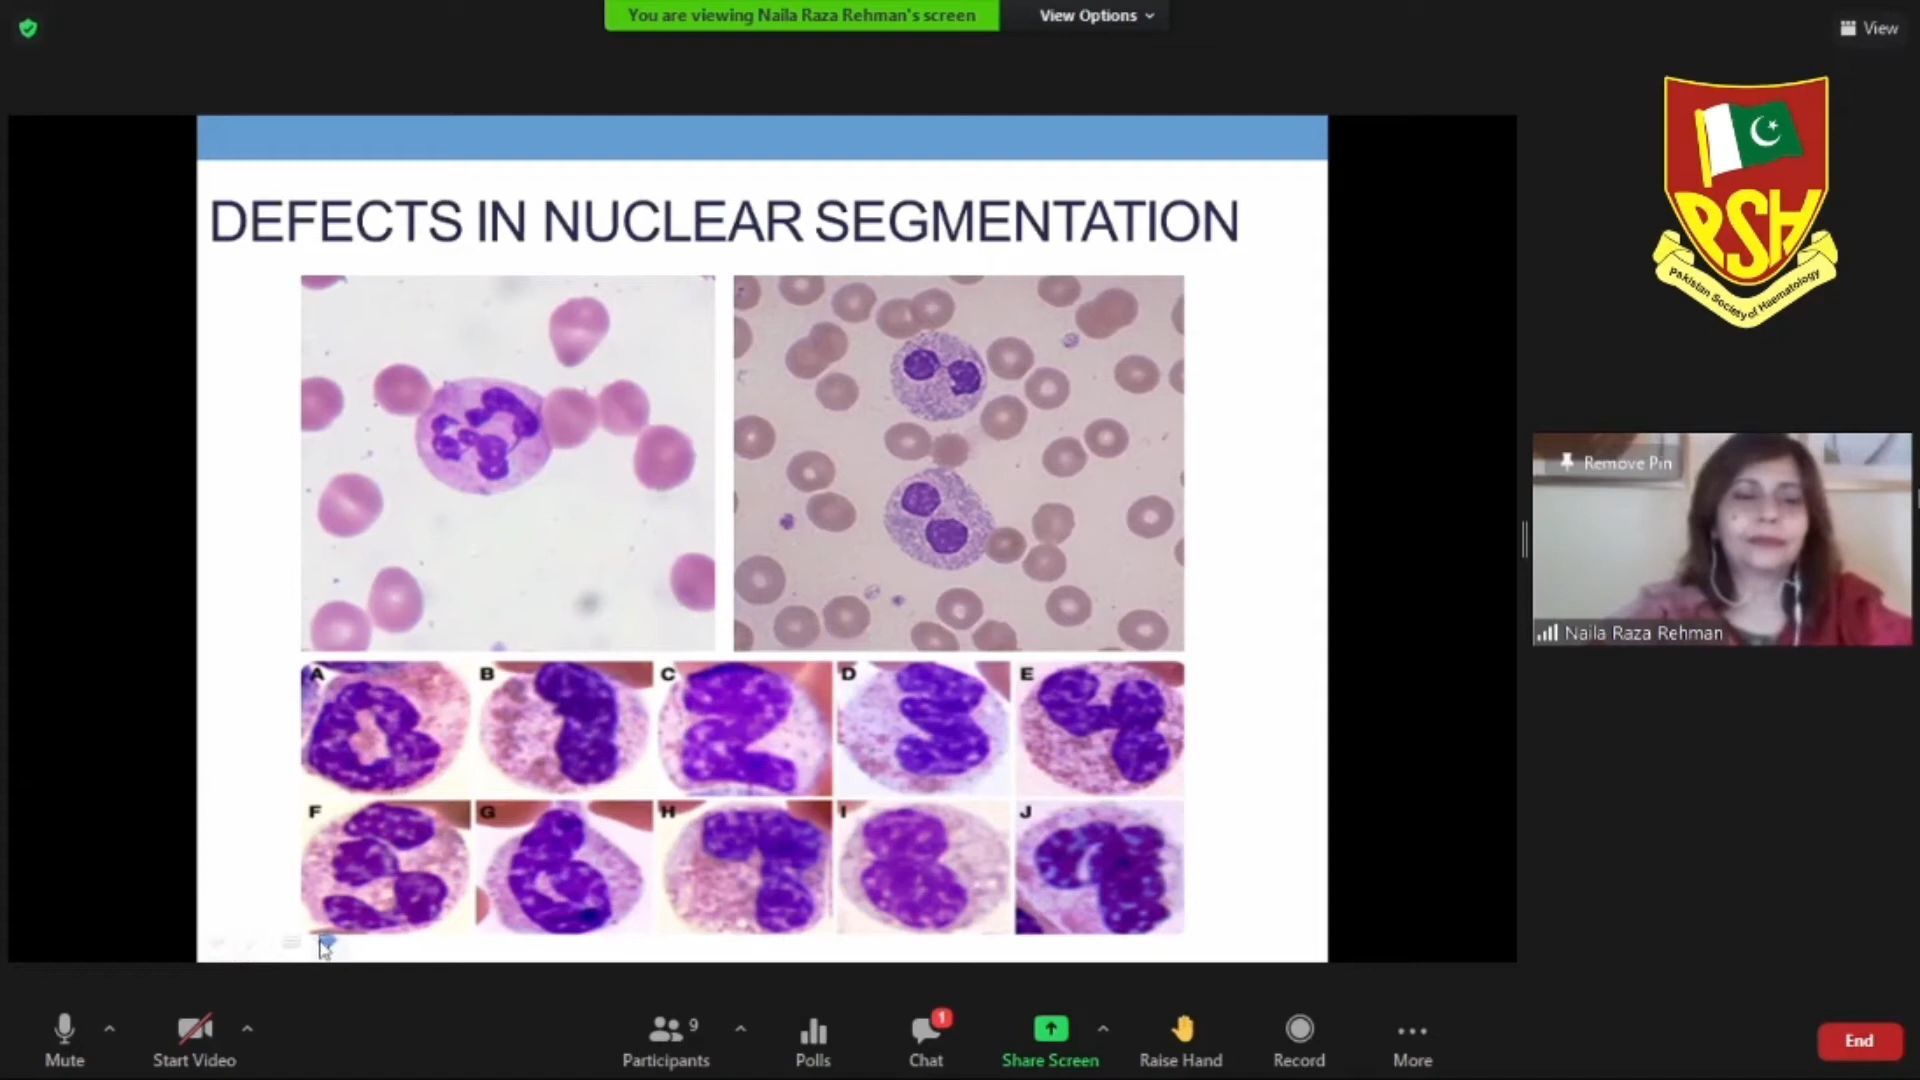 You are viewing Naila Raza Rehman's screen
View Options
View
PSH
Pakistan Society of Haematology
DEFECTS IN NUCLEAR SEGMENTATION
A B C D E
F G H I J
Remove Pin
Naila Raza Rehman
Mute
Start Video
9
Participants
Polls
1
Chat
Share Screen
Raise Hand
Record
More
End